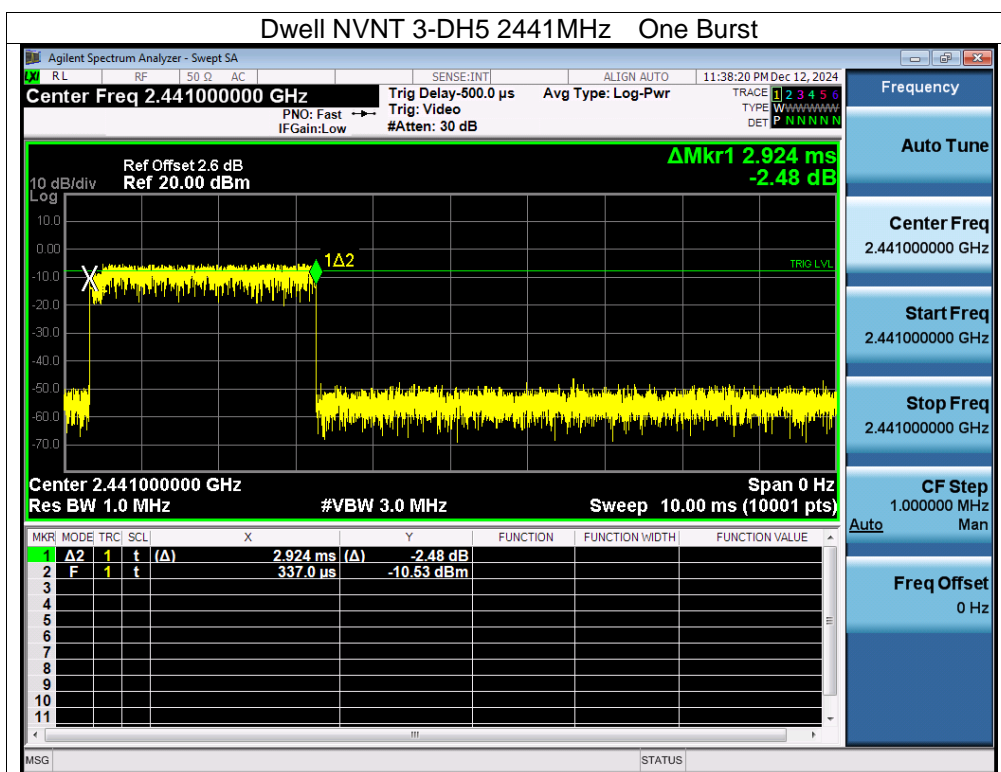 Dwell NVNT 3-DH5 2441MHz One Burst
Agilent Spectrum Analyzer - Swept SA
LXI RL RF 50 Ω AC SENSE:INT ALIGN AUTO 11:38:20 PM Dec 12, 2024
Center Freq 2.441000000 GHz Trig Delay-500.0 µs Avg Type: Log-Pwr TRACE 1 2 3 4 5 6
PNO: Fast Trig: Video TYPE WWWWWW
IFGain:Low #Atten: 30 dB DET P N N N N N
ΔMkr1 2.924 ms
-2.48 dB
Ref Offset 2.6 dB
10 dB/div Ref 20.00 dBm
Log
10.0
0.00
-10.0
-20.0
-30.0
-40.0
-50.0
-60.0
-70.0
1Δ2
TRIG LVL
Center 2.441000000 GHz Span 0 Hz
Res BW 1.0 MHz #VBW 3.0 MHz Sweep 10.00 ms (10001 pts)
MKR MODE TRC SCL X Y FUNCTION FUNCTION WIDTH FUNCTION VALUE
1 Δ2 1 t (Δ) 2.924 ms (Δ) -2.48 dB
2 F 1 t 337.0 µs -10.53 dBm
3
4
5
6
7
8
9
10
11
MSG STATUS
Frequency
Auto Tune
Center Freq
2.441000000 GHz
Start Freq
2.441000000 GHz
Stop Freq
2.441000000 GHz
CF Step
1.000000 MHz
Auto Man
Freq Offset
0 Hz